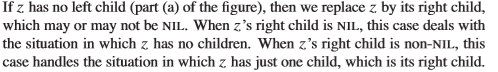 If z has no left child (part (a) of the figure), then we replace z by its right child,
which may or may not be NIL. When z's right child is NIL, this case deals with
the situation in which z has no children. When z's right child is non-NIL, this
case handles the situation in which z has just one child, which is its right child.